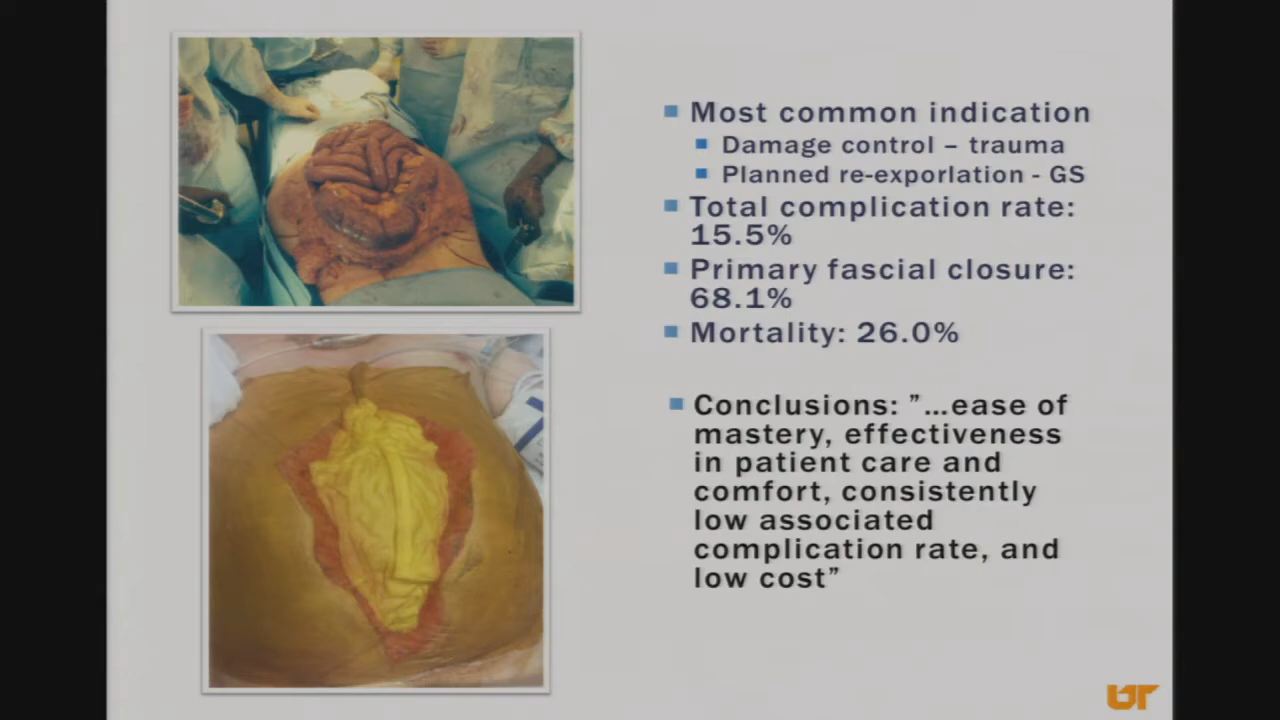 Most common indication
Damage control – trauma
Planned re-exporlation - GS
Total complication rate:
15.5%
Primary fascial closure:
68.1%
Mortality: 26.0%
Conclusions: ”…ease of
mastery, effectiveness
in patient care and
comfort, consistently
low associated
complication rate, and
low cost”
UT